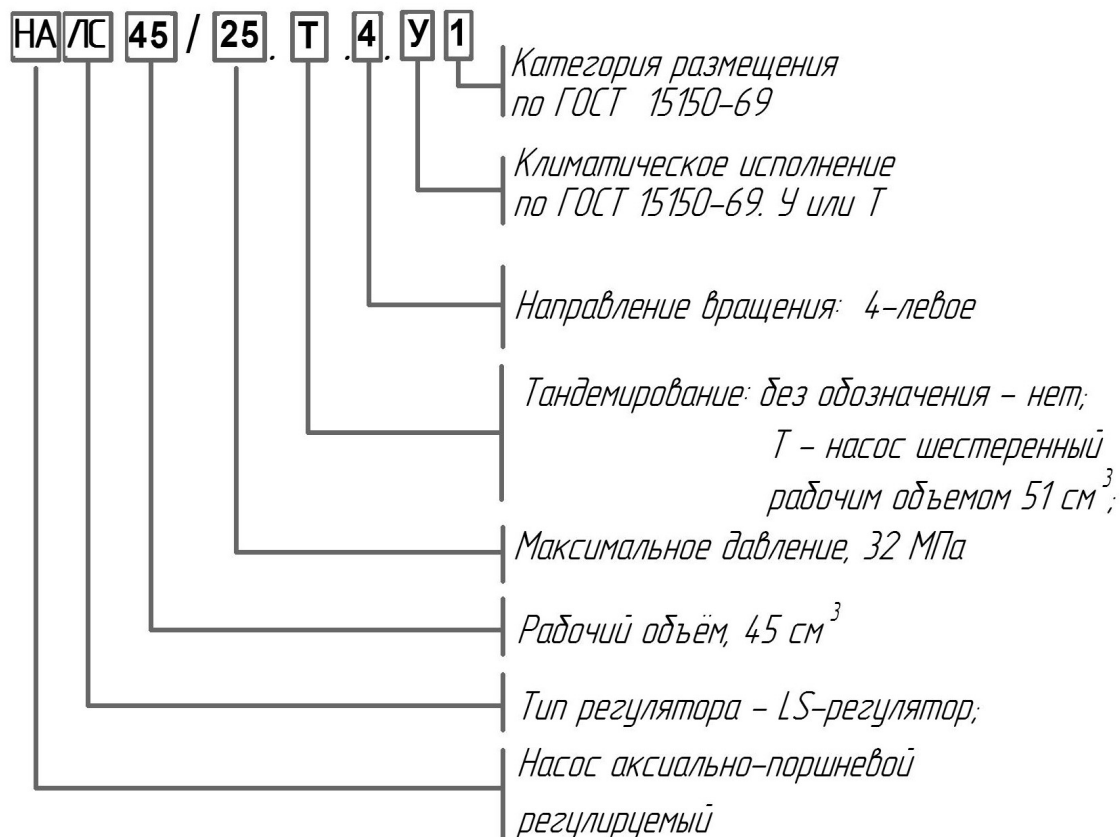 НА ЛС 45 / 25. Т .4. У 1
Категория размещения
по ГОСТ 15150-69
Климатическое исполнение
по ГОСТ 15150-69. У или Т
Направление вращения: 4-левое
Тандемирование: без обозначения - нет;
Т - насос шестеренный
рабочим объемом 51 см³;
Максимальное давление, 32 МПа
Рабочий объём, 45 см³
Тип регулятора - LS-регулятор;
Насос аксиально-поршневой
регулируемый